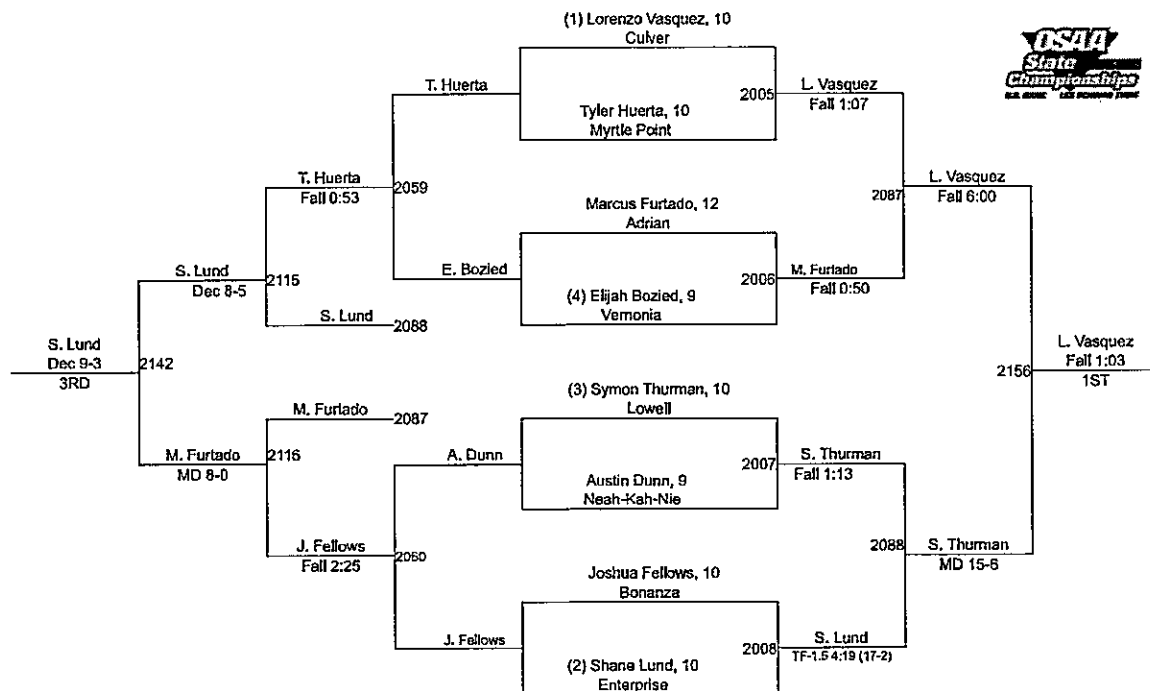 (1) Lorenzo Vasquez, 10
Culver
OSAA
State
Championships
T. Huerta
2005
L. Vasquez
Fall 1:07
Tyler Huerta, 10
Myrtle Point
T. Huerta
Fall 0:53
2059
2087
L. Vasquez
Fall 6:00
Marcus Furtado, 12
Adrian
S. Lund
Dec 8-5
2115
E. Bozied
2006
M. Furtado
Fall 0:50
(4) Elijah Bozied, 9
Vernonia
S. Lund
2088
S. Lund
Dec 9-3
3RD
2142
2156
L. Vasquez
Fall 1:03
1ST
(3) Symon Thurman, 10
Lowell
M. Furtado
2087
M. Furtado
MD 8-0
2116
A. Dunn
2007
S. Thurman
Fall 1:13
Austin Dunn, 9
Neah-Kah-Nie
J. Fellows
Fall 2:25
2060
2088
S. Thurman
MD 15-6
Joshua Fellows, 10
Bonanza
J. Fellows
2008
S. Lund
TF-1.5 4:19 (17-2)
(2) Shane Lund, 10
Enterprise